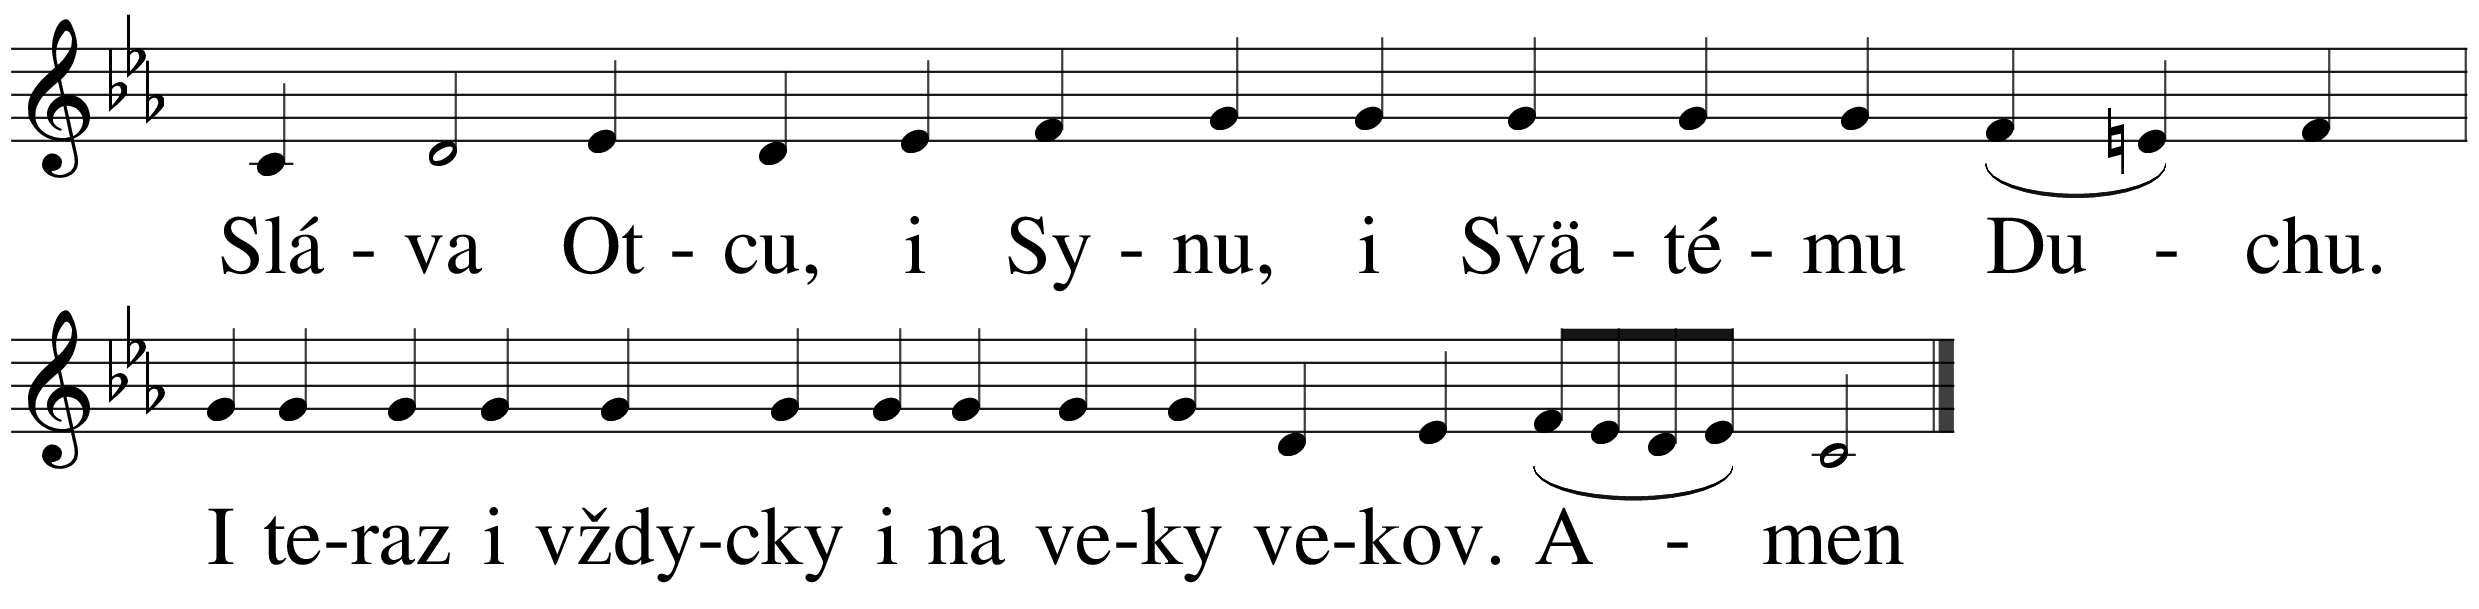 Slá - va Ot - cu, i Sy - nu, i Svä - té - mu Du - chu.
I te-raz i vždy-cky i na ve-ky ve-kov. A - men